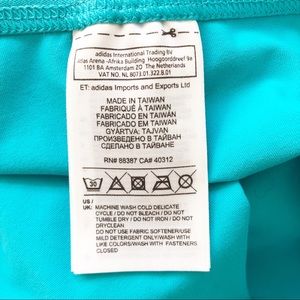 adidas International Trading BV
adidas Arena -Afrika Building Hoogoorddreef 9a
1101 BA Amsterdam ZO The Netherlands
VAT NO. NL 8073.01.322.B.01
ET: adidas Imports and Exports Ltd
MADE IN TAIWAN
FABRIQUÉ À TAIWAN
FABRICADO EM TAIWAN
FABRICADO EN TAIWÁN
GYÁRTVA: TAJVAN
ПРОИЗВЕДЕНО В ТАЙВАН
СДЕЛАНО В ТАЙВАНЕ
RN# 88387 CA# 40312
30
US /
UK: MACHINE WASH COLD DELICATE
CYCLE / DO NOT BLEACH / DO NOT
TUMBLE DRY / DO NOT IRON / DO NOT
DRYCLEAN
DO NOT USE FABRIC SOFTENER/USE
MILD DETERGENT ONLY/WASH WITH
LIKE COLORS/WASH WITH FASTENERS
CLOSED